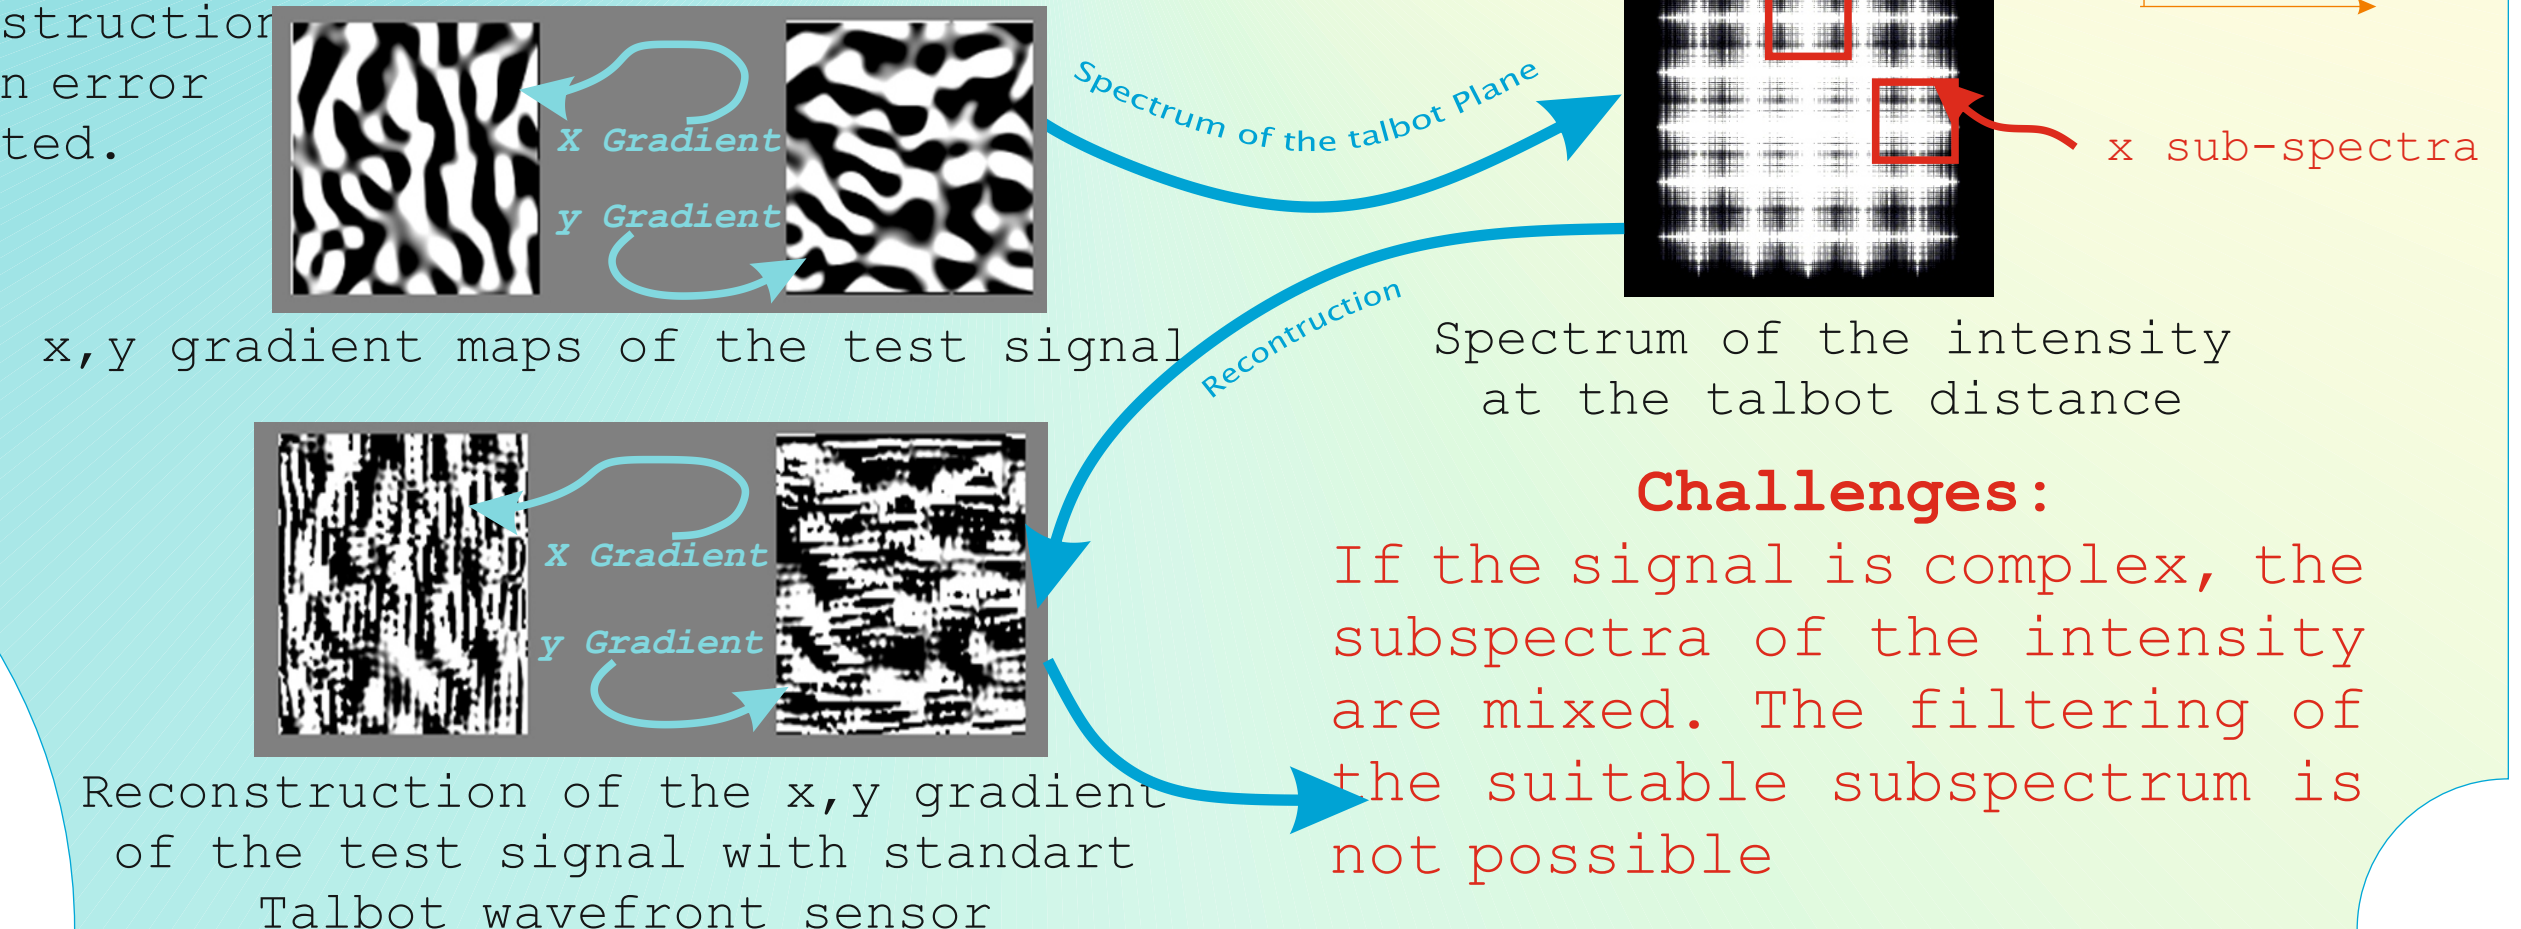 struction
n error
ted.
X Gradient
y Gradient
x,y gradient maps of the test signal
Spectrum of the talbot Plane
x sub-spectra
Recontruction
Spectrum of the intensity
at the talbot distance
X Gradient
y Gradient
Reconstruction of the x,y gradient
of the test signal with standart
Talbot wavefront sensor
Challenges:
If the signal is complex, the
subspectra of the intensity
are mixed. The filtering of
the suitable subspectrum is
not possible